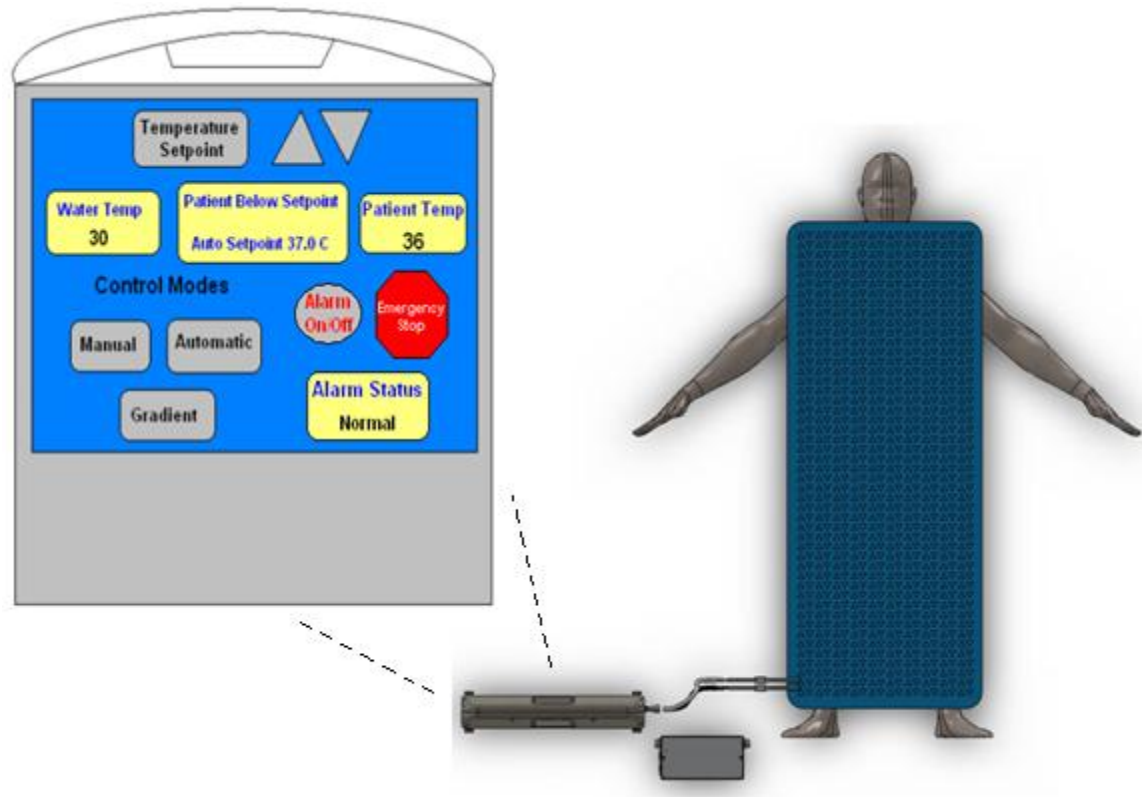 Temperature
Setpoint
Water Temp
30
Patient Below Setpoint
Auto Setpoint 37.0 C
Patient Temp
36
Control Modes
Alarm
On/Off
Emergency
Stop
Manual
Automatic
Gradient
Alarm Status
Normal